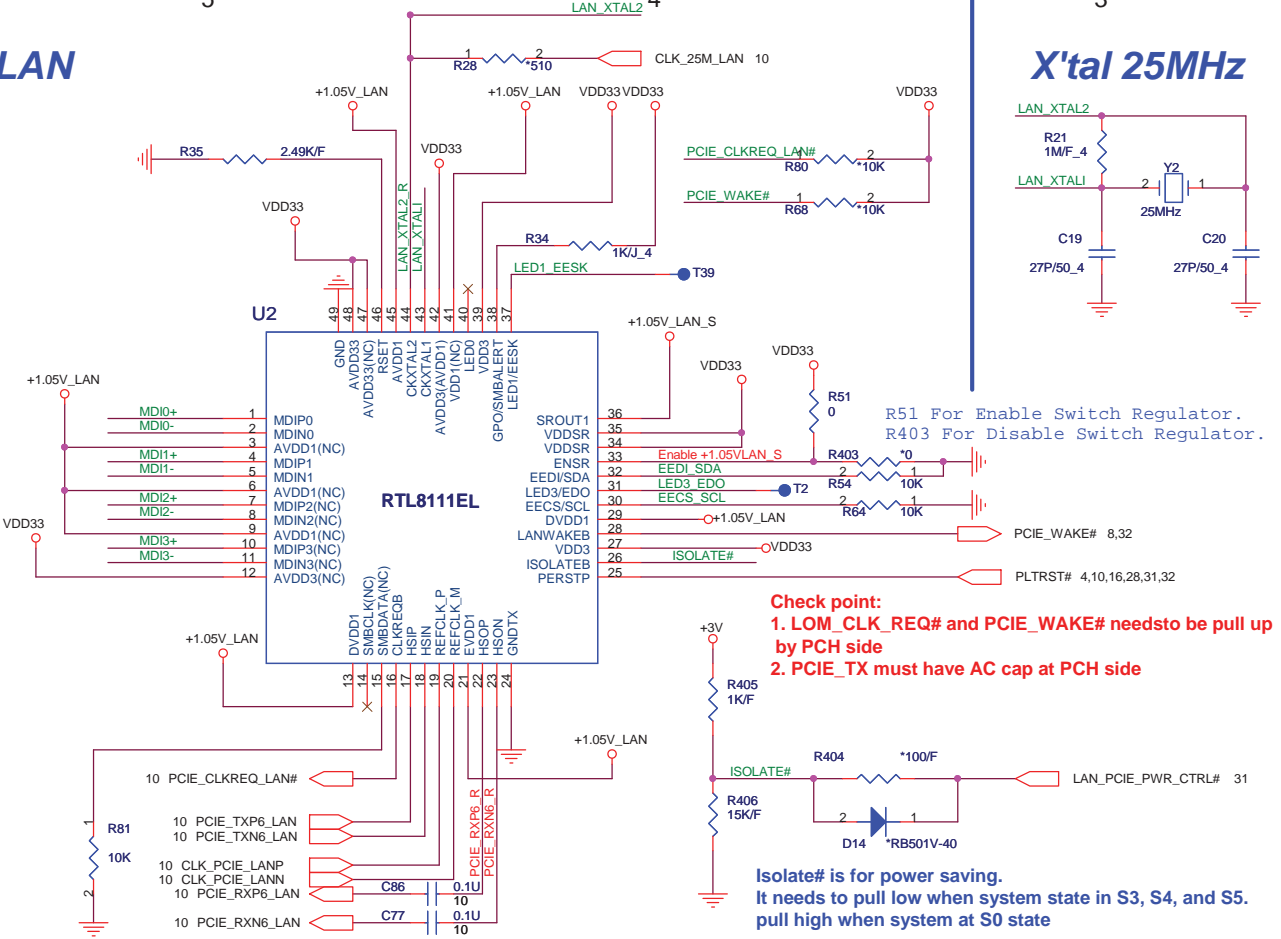 5
4
3
LAN
X'tal 25MHz
LAN_XTAL2
R28
1
2
*510
CLK_25M_LAN 10
+1.05V_LAN
+1.05V_LAN
VDD33
VDD33
VDD33
R35
2.49K/F
VDD33
PCIE_CLKREQ_LAN#
1
2
R80
*10K
PCIE_WAKE#
1
2
R68
*10K
VDD33
LAN_XTAL2_R
LAN_XTALI
R34
1K/J_4
LED1_EESK
T39
LAN_XTAL2
R21
1M/F_4
LAN_XTALI
2
Y2
1
25MHz
C19
27P/50_4
C20
27P/50_4
U2
49
48
47
46
45
44
43
42
41
40
39
38
37
GND
AVDD33
AVDD33(NC)
RSET
AVDD1
CKXTAL2
CKXTAL1
AVDD3(AVDD1)
VDD1(NC)
LED0
VDD3
GPO/SMBALERT
LED1/EESK
+1.05V_LAN
MDI0+ 1 MDIP0
MDI0- 2 MDIN0
3 AVDD1(NC)
MDI1+ 4 MDIP1
MDI1- 5 MDIN1
6 AVDD1(NC)
MDI2+ 7 MDIP2(NC)
MDI2- 8 MDIN2(NC)
9 AVDD1(NC)
MDI3+ 10 MDIP3(NC)
MDI3- 11 MDIN3(NC)
12 AVDD3(NC)
VDD33
RTL8111EL
+1.05V_LAN_S
VDD33
VDD33
R51
0
R51 For Enable Switch Regulator.
R403 For Disable Switch Regulator.
SROUT1 36
VDDSR 35
VDDSR 34
ENSR 33 Enable +1.05VLAN_S
EEDI/SDA 32 EEDI_SDA
LED3/EDO 31 LED3_EDO
EECS/SCL 30 EECS_SCL
DVDD1 29 +1.05V_LAN
LANWAKEB 28
VDD3 27 VDD33
ISOLATEB 26 ISOLATE#
PERSTP 25
R403
*0
2
1
R54
10K
T2
2
1
R64
10K
PCIE_WAKE# 8,32
PLTRST# 4,10,16,28,31,32
Check point:
1. LOM_CLK_REQ# and PCIE_WAKE# needsto be pull up
by PCH side
2. PCIE_TX must have AC cap at PCH side
DVDD1
SMBCLK(NC)
SMBDATA(NC)
CLKREQB
HSIP
HSIN
REFCLK_P
REFCLK_M
EVDD1
HSOP
HSON
GNDTX
13
14
15
16
17
18
19
20
21
22
23
24
+1.05V_LAN
+1.05V_LAN
PCIE_RXP6_R
PCIE_RXN6_R
1
R81
10K
2
10 PCIE_CLKREQ_LAN#
10 PCIE_TXP6_LAN
10 PCIE_TXN6_LAN
10 CLK_PCIE_LANP
10 CLK_PCIE_LANN
10 PCIE_RXP6_LAN
C86
0.1U
10
10 PCIE_RXN6_LAN
C77
0.1U
10
+3V
R405
1K/F
ISOLATE#
R404
*100/F
LAN_PCIE_PWR_CTRL# 31
R406
15K/F
2
1
D14
*RB501V-40
Isolate# is for power saving.
It needs to pull low when system state in S3, S4, and S5.
pull high when system at S0 state